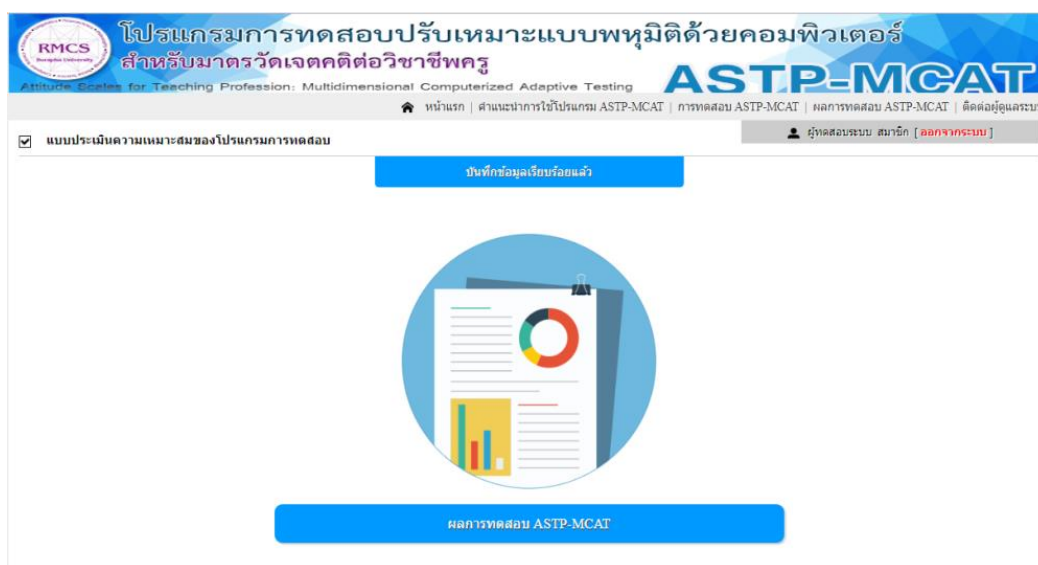 RMCS
Burapha University
โปรแกรมการทดสอบปรับเหมาะแบบพหุมิติด้วยคอมพิวเตอร์
สำหรับมาตรวัดเจตคติต่อวิชาชีพครู
Attitude Scales for Teaching Profession: Multidimensional Computerized Adaptive Testing
ASTP-MCAT
หน้าแรก | คำแนะนำการใช้โปรแกรม ASTP-MCAT | การทดสอบ ASTP-MCAT | ผลการทดสอบ ASTP-MCAT | ติดต่อผู้ดูแลระบบ
แบบประเมินความเหมาะสมของโปรแกรมการทดสอบ
ผู้ทดสอบระบบ สมาชิก [ออกจากระบบ]
บันทึกข้อมูลเรียบร้อยแล้ว
ผลการทดสอบ ASTP-MCAT